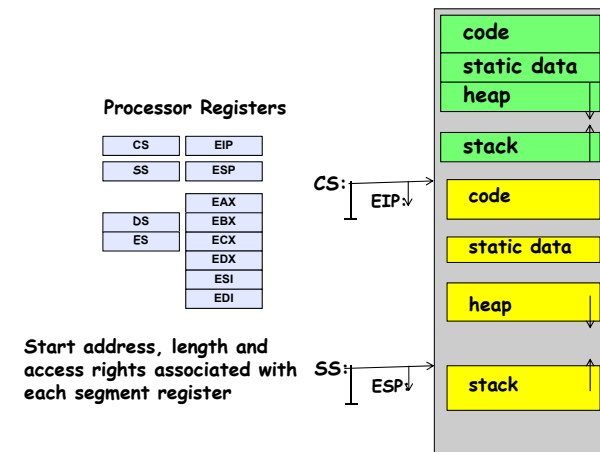 Processor Registers
CS EIP
SS ESP
EAX
DS EBX
ES ECX
EDX
ESI
EDI
Start address, length and
access rights associated with
each segment register
CS:
EIP:
SS:
ESP:
code
static data
heap
stack
code
static data
heap
stack